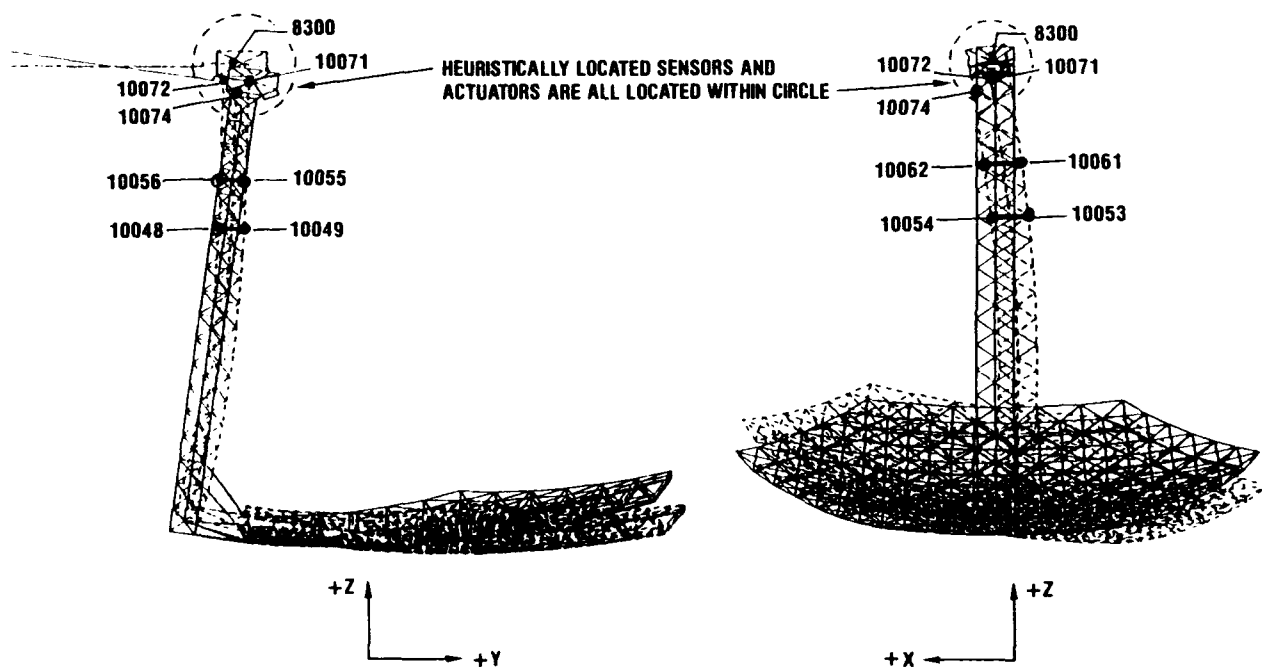 8300
10071
10072
10074
HEURISTICALLY LOCATED SENSORS AND
ACTUATORS ARE ALL LOCATED WITHIN CIRCLE
10056
10055
10048
10049
+Z
+Y
8300
10072
10071
10074
10062
10061
10054
10053
+Z
+X